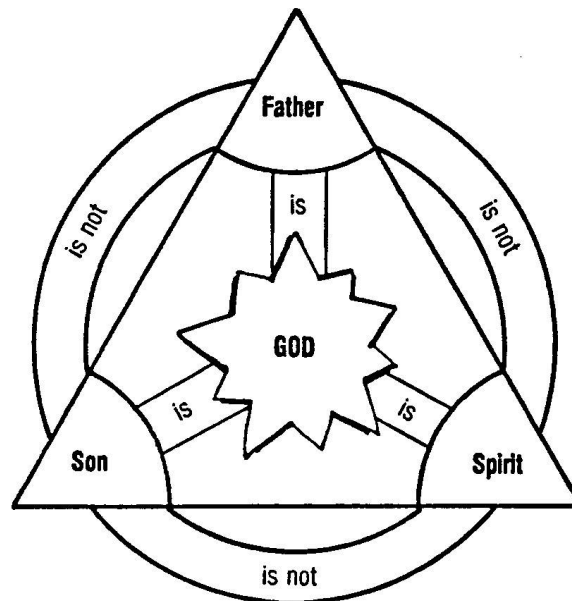 Father
is
is not
is not
GOD
is
is
Son
Spirit
is not